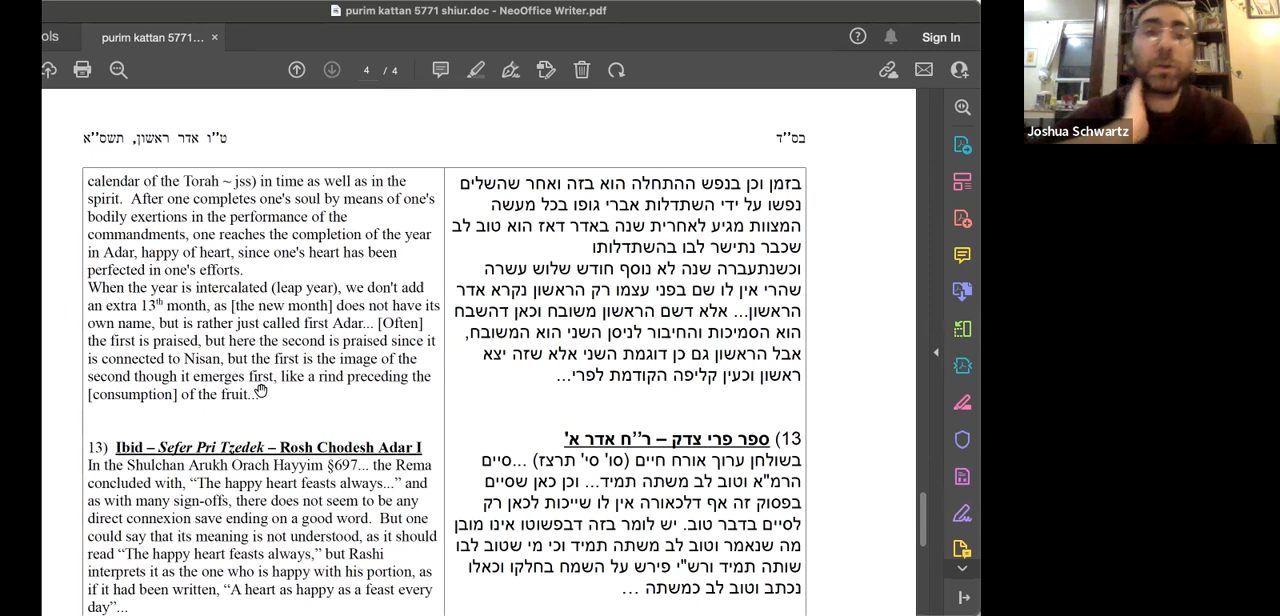 purim kattan 5771 shiur.doc - NeoOffice Writer.pdf
ols
purim kattan 5771... ×
Sign In
4 / 4
Joshua Schwartz
ט''ו אדר ראשון, תשס''א
בס''ד
calendar of the Torah ~ jss) in time as well as in the
spirit. After one completes one's soul by means of one's
bodily exertions in the performance of the
commandments, one reaches the completion of the year
in Adar, happy of heart, since one's heart has been
perfected in one's efforts.
When the year is intercalated (leap year), we don't add
an extra 13th month, as [the new month] does not have its
own name, but is rather just called first Adar... [Often]
the first is praised, but here the second is praised since it
is connected to Nisan, but the first is the image of the
second though it emerges first, like a rind preceding the
[consumption] of the fruit...
בזמן וכן בנפש ההתחלה הוא בזה ואחר שהשלים
נפשו על ידי השתדלות אברי גופו בכל מעשה
המצוות מגיע לאחרית שנה באדר דאז הוא טוב לב
שכבר נתישר לבו בהשתדלותו
וכשנתעברה שנה לא נוסף חודש שלוש עשרה
שהרי אין לו שם בפני עצמו רק הראשון נקרא אדר
הראשון... אלא דשם הראשון משובח וכאן דהשבח
הוא הסמיכות והחיבור לניסן השני הוא המשובח,
אבל הראשון גם כן דוגמת השני אלא שזה יצא
ראשון וכעין קליפה הקודמת לפרי...
13) Ibid – Sefer Pri Tzedek – Rosh Chodesh Adar I
In the Shulchan Arukh Orach Hayyim §697... the Rema
concluded with, “The happy heart feasts always...” and
as with many sign-offs, there does not seem to be any
direct connexion save ending on a good word. But one
could say that its meaning is not understood, as it should
read “The happy heart feasts always,” but Rashi
interprets it as the one who is happy with his portion, as
if it had been written, “A heart as happy as a feast every
day”...
13) ספר פרי צדק – ר''ח אדר א'
בשולחן ערוך אורח חיים (סו' סי' תרצז) ...סיים
הרמ"א וטוב לב משתה תמיד... וכן כאן שסיים
בפסוק זה אף דלכאורה אין לו שייכות לכאן רק
לסיים בדבר טוב. יש לומר בזה דבפשוטו אינו מובן
מה שנאמר וטוב לב משתה תמיד וכי מי שטוב לבו
שותה תמיד ורש"י פירש על השמח בחלקו וכאלו
נכתב וטוב לב כמשתה ...